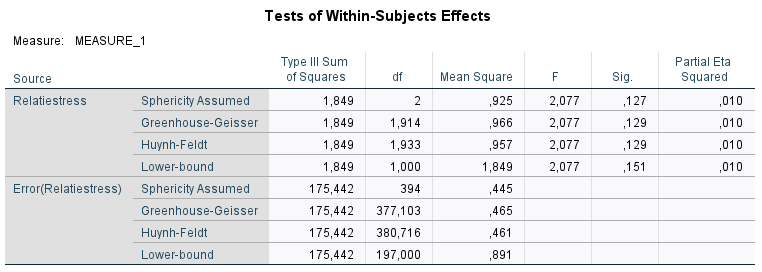 Tests of Within-Subjects Effects
Measure: MEASURE_1
Source Type III Sum of Squares df Mean Square F Sig. Partial Eta Squared
Relatiestress Sphericity Assumed 1,849 2 ,925 2,077 ,127 ,010
Greenhouse-Geisser 1,849 1,914 ,966 2,077 ,129 ,010
Huynh-Feldt 1,849 1,933 ,957 2,077 ,129 ,010
Lower-bound 1,849 1,000 1,849 2,077 ,151 ,010
Error(Relatiestress) Sphericity Assumed 175,442 394 ,445
Greenhouse-Geisser 175,442 377,103 ,465
Huynh-Feldt 175,442 380,716 ,461
Lower-bound 175,442 197,000 ,891